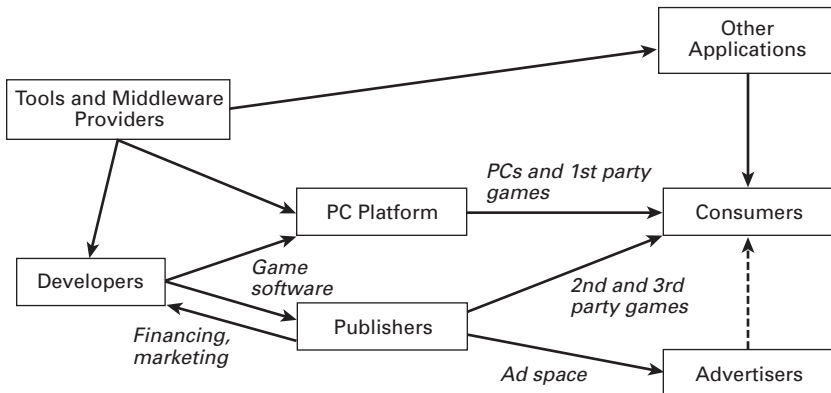 Other
Applications
Tools and Middleware
Providers
PCs and 1st party
games
PC Platform
Consumers
Developers
Game
software
2nd and 3rd
party games
Publishers
Financing,
marketing
Ad space
Advertisers